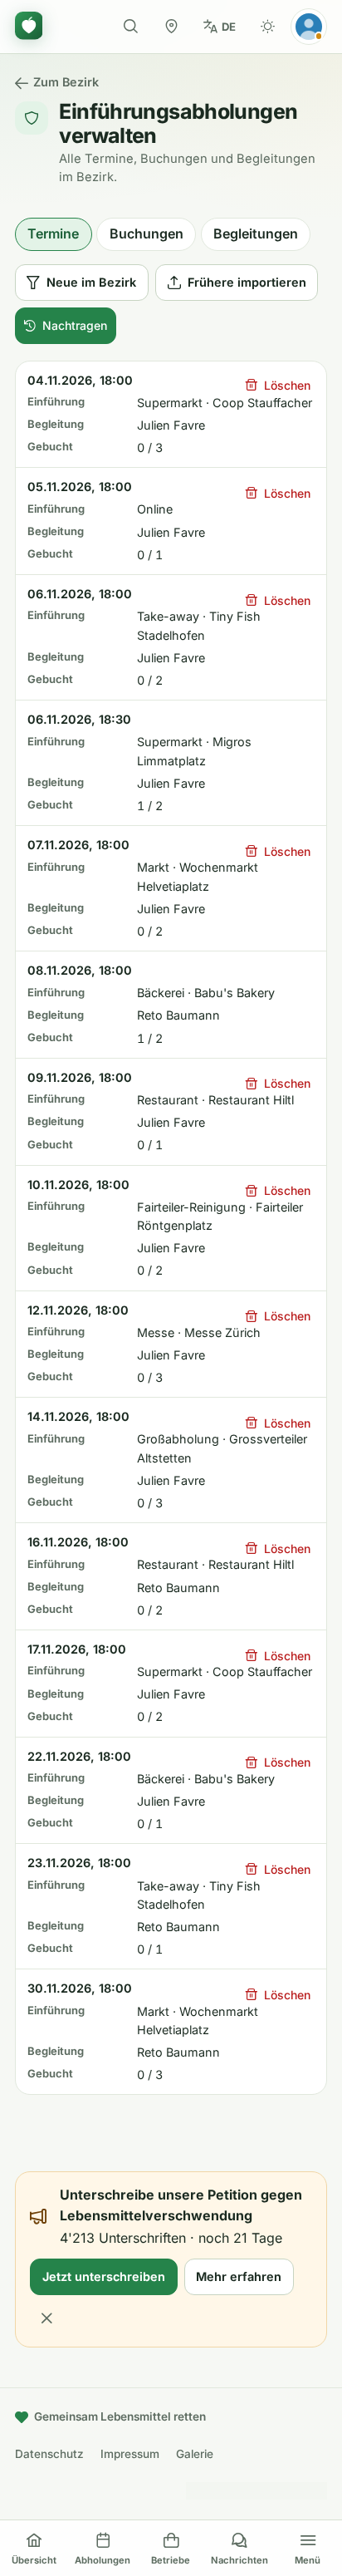 DE
Zum Bezirk
Einführungsabholungen
verwalten
Alle Termine, Buchungen und Begleitungen
im Bezirk.
Termine
Buchungen
Begleitungen
Neue im Bezirk
Frühere importieren
Nachtragen
04.11.2026, 18:00
Löschen
Einführung
Supermarkt · Coop Stauffacher
Begleitung
Julien Favre
Gebucht
0 / 3
05.11.2026, 18:00
Löschen
Einführung
Online
Begleitung
Julien Favre
Gebucht
0 / 1
06.11.2026, 18:00
Löschen
Einführung
Take-away · Tiny Fish
Stadelhofen
Begleitung
Julien Favre
Gebucht
0 / 2
06.11.2026, 18:30
Einführung
Supermarkt · Migros
Limmatplatz
Begleitung
Julien Favre
Gebucht
1 / 2
07.11.2026, 18:00
Löschen
Einführung
Markt · Wochenmarkt
Helvetiaplatz
Begleitung
Julien Favre
Gebucht
0 / 2
08.11.2026, 18:00
Einführung
Bäckerei · Babu's Bakery
Begleitung
Reto Baumann
Gebucht
1 / 2
09.11.2026, 18:00
Löschen
Einführung
Restaurant · Restaurant Hiltl
Begleitung
Julien Favre
Gebucht
0 / 1
10.11.2026, 18:00
Löschen
Einführung
Fairteiler-Reinigung · Fairteiler
Röntgenplatz
Begleitung
Julien Favre
Gebucht
0 / 2
12.11.2026, 18:00
Löschen
Einführung
Messe · Messe Zürich
Begleitung
Julien Favre
Gebucht
0 / 3
14.11.2026, 18:00
Löschen
Einführung
Großabholung · Grossverteiler
Altstetten
Begleitung
Julien Favre
Gebucht
0 / 3
16.11.2026, 18:00
Löschen
Einführung
Restaurant · Restaurant Hiltl
Begleitung
Reto Baumann
Gebucht
0 / 2
17.11.2026, 18:00
Löschen
Einführung
Supermarkt · Coop Stauffacher
Begleitung
Julien Favre
Gebucht
0 / 2
22.11.2026, 18:00
Löschen
Einführung
Bäckerei · Babu's Bakery
Begleitung
Julien Favre
Gebucht
0 / 1
23.11.2026, 18:00
Löschen
Einführung
Take-away · Tiny Fish
Stadelhofen
Begleitung
Reto Baumann
Gebucht
0 / 1
30.11.2026, 18:00
Löschen
Einführung
Markt · Wochenmarkt
Helvetiaplatz
Begleitung
Reto Baumann
Gebucht
0 / 3
Unterschreibe unsere Petition gegen
Lebensmittelverschwendung
4'213 Unterschriften · noch 21 Tage
Jetzt unterschreiben
Mehr erfahren
Gemeinsam Lebensmittel retten
Datenschutz
Impressum
Galerie
Übersicht
Abholungen
Betriebe
Nachrichten
Menü